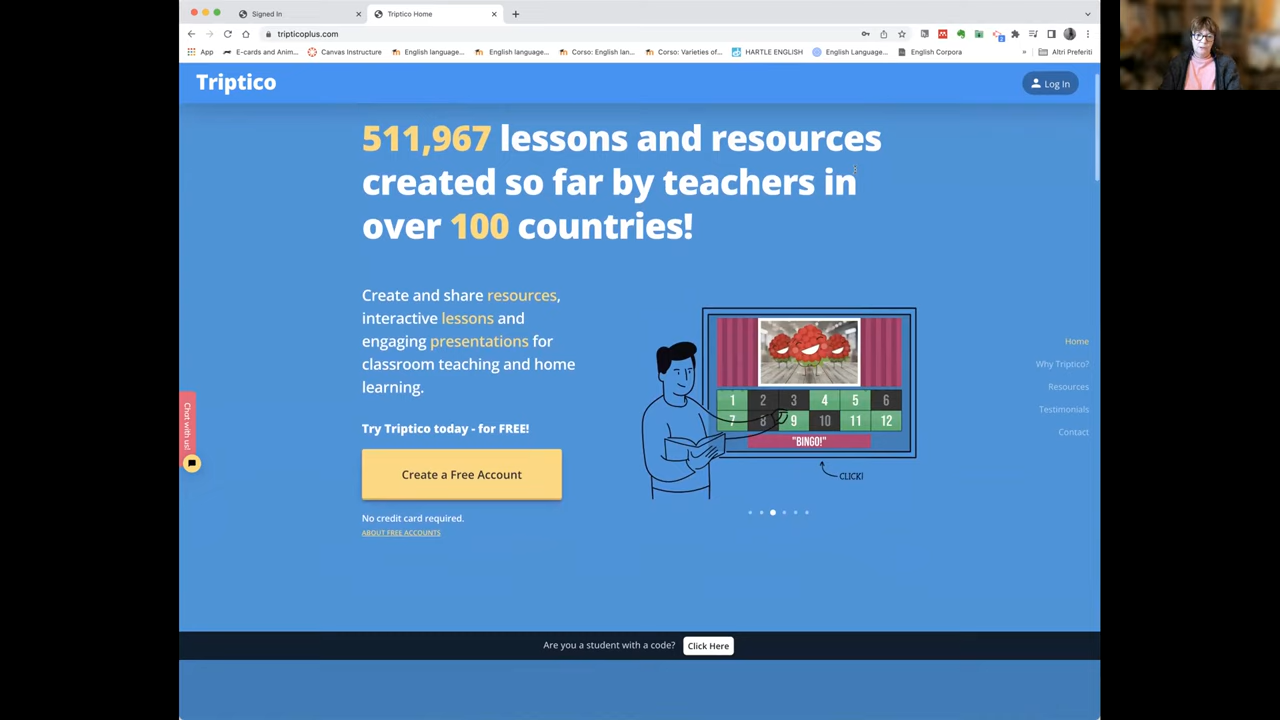 Signed In
Triptico Home
tripticoplus.com
App
E-cards and Anim...
Canvas Instructure
English language...
English language...
Corso: English lan...
Corso: Varieties of...
HARTLE ENGLISH
English Language...
English Corpora
»
Altri Preferiti
Triptico
Log In
511,967 lessons and resources
created so far by teachers in
over 100 countries!
Create and share resources,
interactive lessons and
engaging presentations for
classroom teaching and home
learning.
Try Triptico today - for FREE!
Create a Free Account
No credit card required.
ABOUT FREE ACCOUNTS
1 2 3 4 5 6
7 8 9 10 11 12
"BINGO!"
CLICK!
Home
Why Triptico?
Resources
Testimonials
Contact
Chat with us!
Are you a student with a code?
Click Here